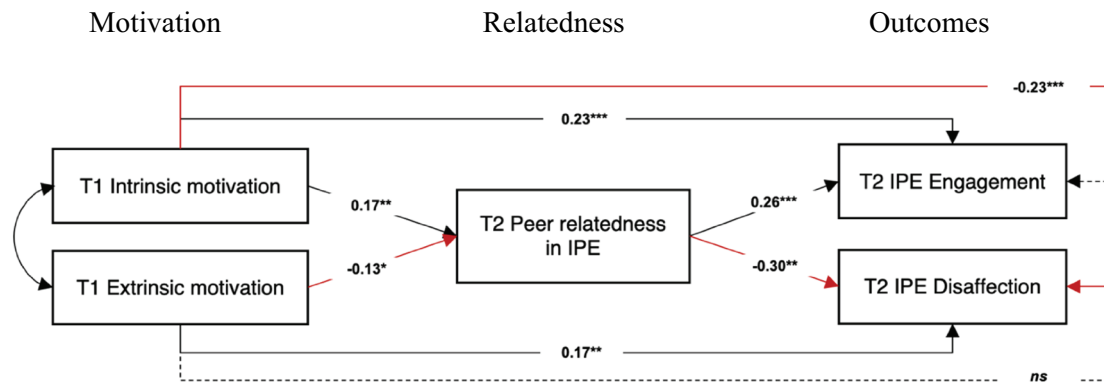 Motivation Relatedness Outcomes
-0.23***
0.23***
T1 Intrinsic motivation
T2 IPE Engagement
0.17**
0.26***
T2 Peer relatedness
in IPE
-0.13*
-0.30**
T1 Extrinsic motivation
T2 IPE Disaffection
0.17**
ns